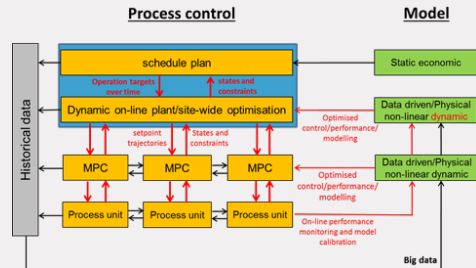 Process control
Model
schedule plan
Static economic
Operation targets
over time
states and
constraints
Dynamic on-line plant/site-wide optimisation
Data driven/Physical
non-linear dynamic
Optimised
control/performance/
modelling
setpoint
trajectories
States and
constraints
Historical data
MPC
MPC
MPC
Data driven/Physical
non-linear dynamic
Optimised
control/performance/
modelling
Process unit
Process unit
Process unit
On-line performance
monitoring and model
calibration
Big data